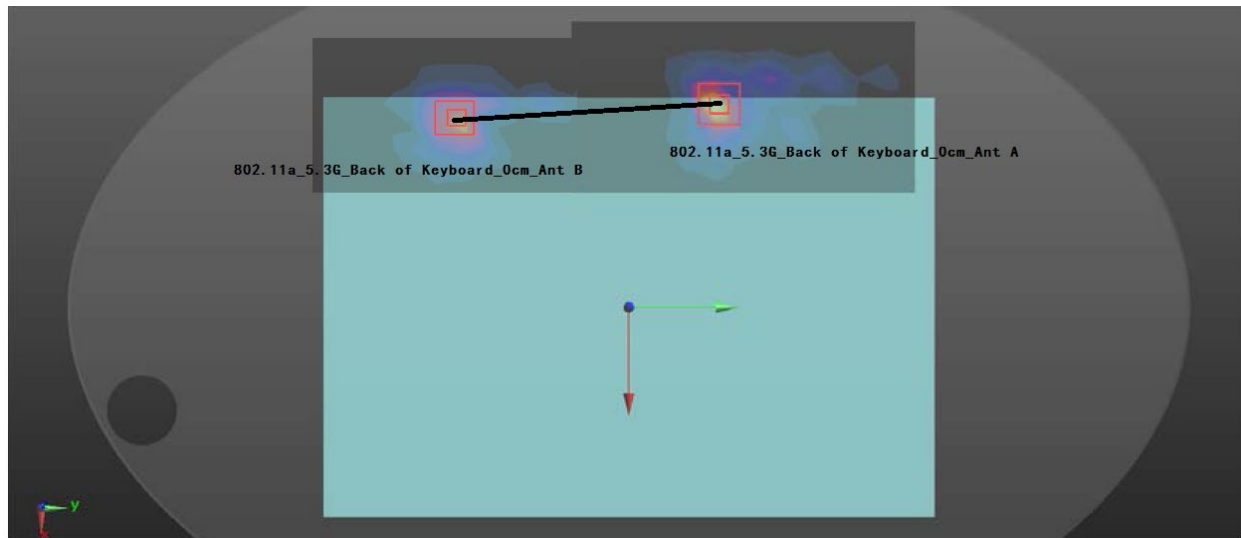 802.11a_5.3G_Back of Keyboard_0cm_Ant A
802.11a_5.3G_Back of Keyboard_0cm_Ant B
y
x